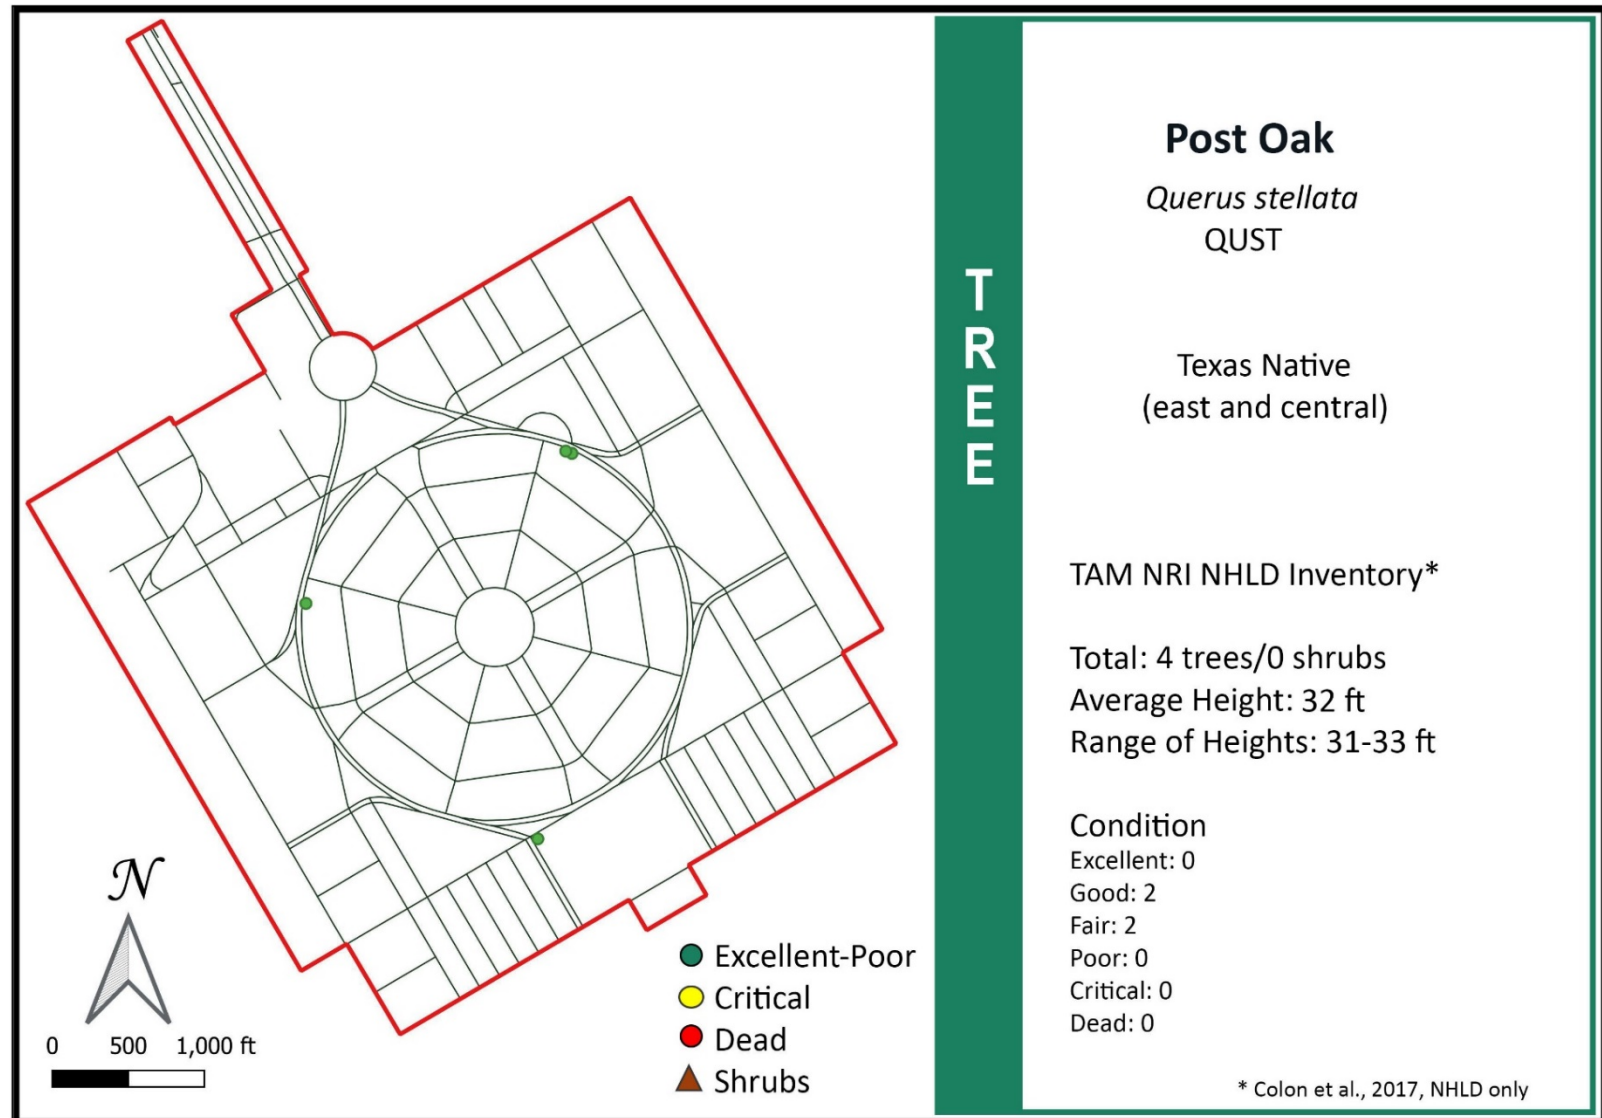 N
0 500 1,000 ft
Excellent-Poor
Critical
Dead
Shrubs
TREE
Post Oak
Querus stellata
QUST
Texas Native
(east and central)
TAM NRI NHLD Inventory*
Total: 4 trees/0 shrubs
Average Height: 32 ft
Range of Heights: 31-33 ft
Condition
Excellent: 0
Good: 2
Fair: 2
Poor: 0
Critical: 0
Dead: 0
* Colon et al., 2017, NHLD only